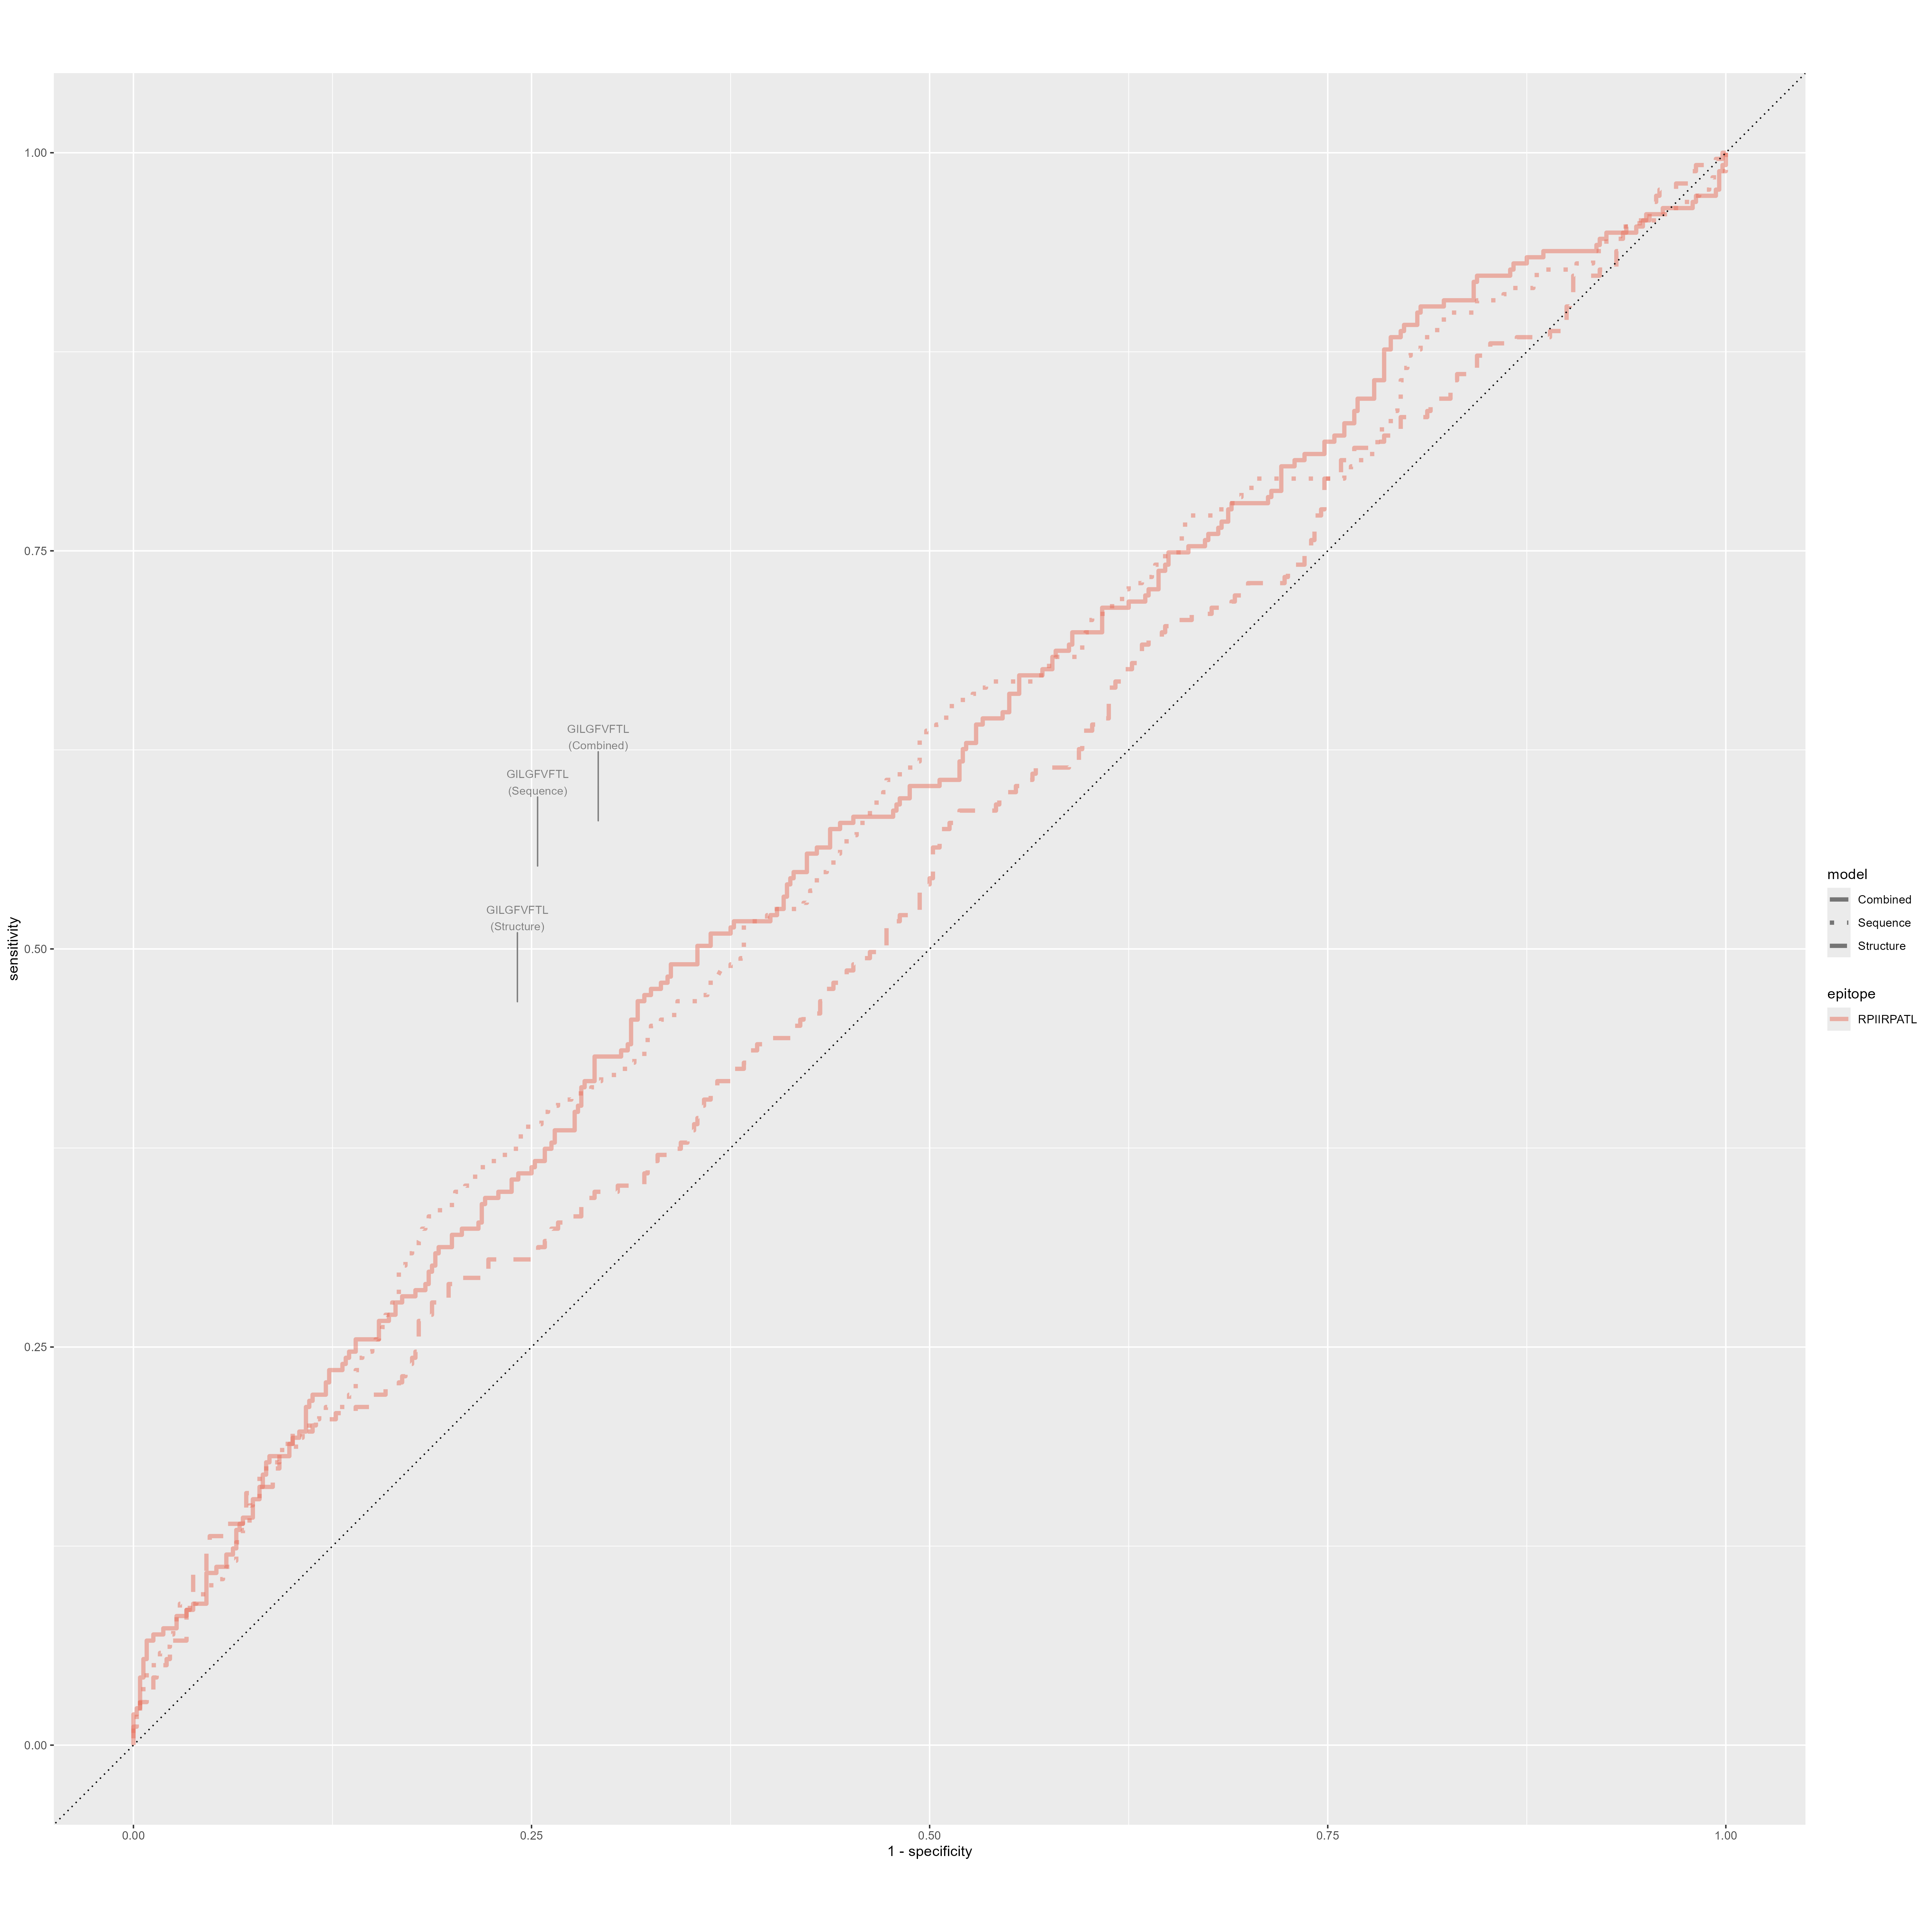 1.00
0.75
0.50
0.25
0.00
sensitivity
GILGFVFTL
(Combined)
GILGFVFTL
(Sequence)
GILGFVFTL
(Structure)
0.00
0.25
0.50
0.75
1.00
1 - specificity
model
Combined
Sequence
Structure
epitope
RPIIRPATL